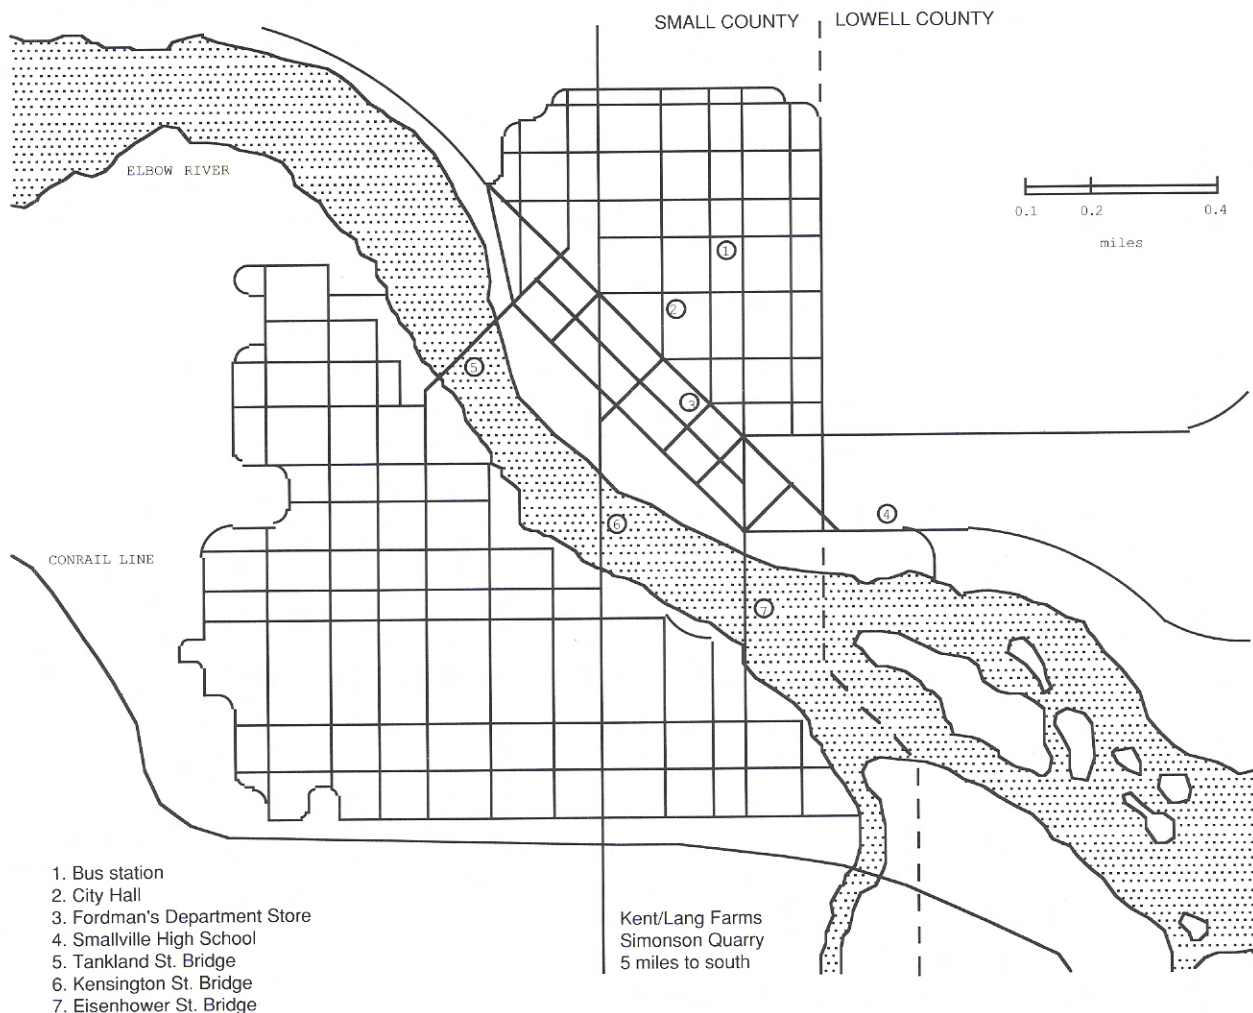 SMALL COUNTY
LOWELL COUNTY
ELBOW RIVER
0.1 0.2 0.4
miles
1
2
3
4
5
6
7
CONRAIL LINE
1. Bus station
2. City Hall
3. Fordman's Department Store
4. Smallville High School
5. Tankland St. Bridge
6. Kensington St. Bridge
7. Eisenhower St. Bridge
Kent/Lang Farms
Simonson Quarry
5 miles to south